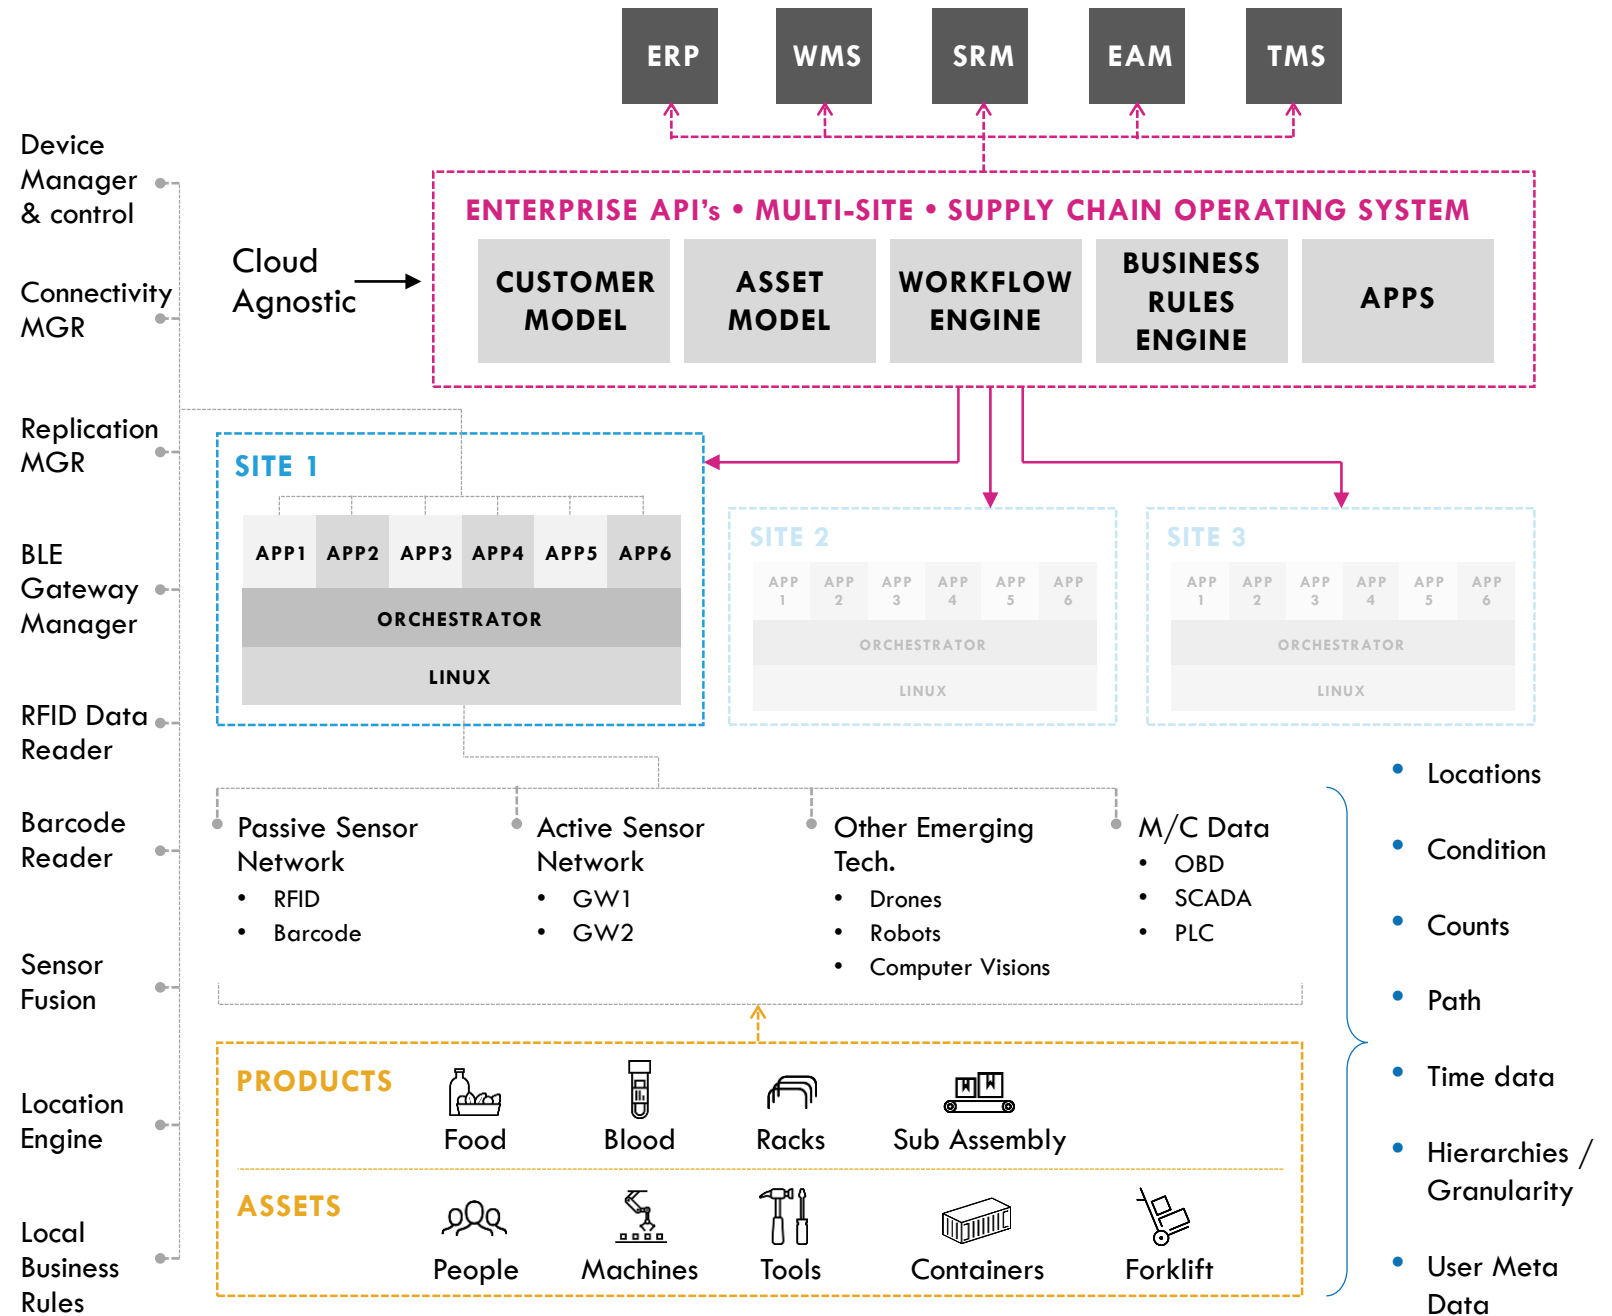 ERP
WMS
SRM
EAM
TMS
Device
Manager
& control
Connectivity
MGR
Replication
MGR
BLE
Gateway
Manager
RFID Data
Reader
Barcode
Reader
Sensor
Fusion
Location
Engine
Local
Business
Rules
Cloud
Agnostic
ENTERPRISE API's • MULTI-SITE • SUPPLY CHAIN OPERATING SYSTEM
CUSTOMER
MODEL
ASSET
MODEL
WORKFLOW
ENGINE
BUSINESS
RULES
ENGINE
APPS
SITE 1
APP1 APP2 APP3 APP4 APP5 APP6
ORCHESTRATOR
LINUX
SITE 2
APP APP APP APP APP APP
1 2 3 4 5 6
ORCHESTRATOR
LINUX
SITE 3
APP APP APP APP APP APP
1 2 3 4 5 6
ORCHESTRATOR
LINUX
Passive Sensor
Network
• RFID
• Barcode
Active Sensor
Network
• GW1
• GW2
Other Emerging
Tech.
• Drones
• Robots
• Computer Visions
M/C Data
• OBD
• SCADA
• PLC
PRODUCTS
Food
Blood
Racks
Sub Assembly
ASSETS
People
Machines
Tools
Containers
Forklift
• Locations
• Condition
• Counts
• Path
• Time data
• Hierarchies /
Granularity
• User Meta
Data